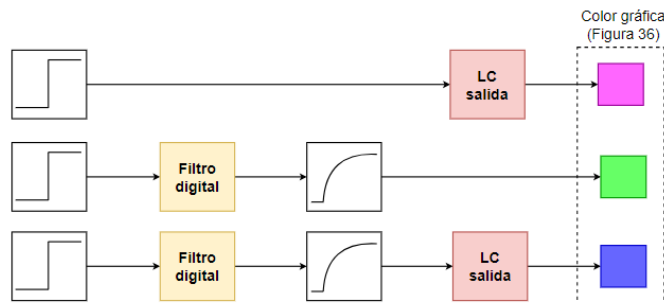 Color gráfica
(Figura 36)
LC
salida
Filtro
digital
Filtro
digital
LC
salida